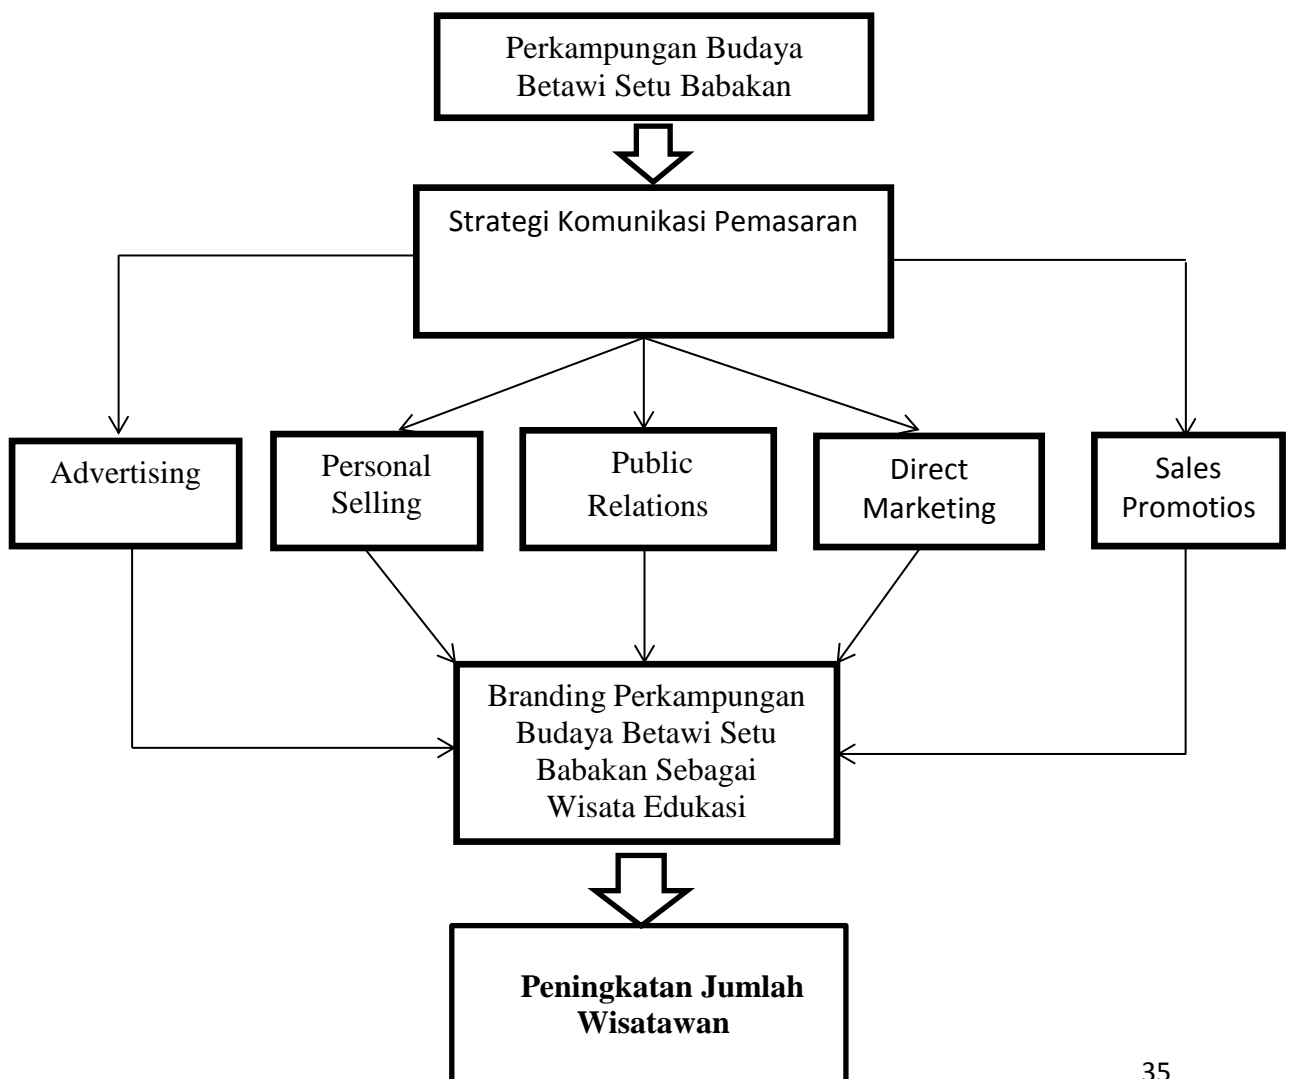 Perkampungan Budaya
Betawi Setu Babakan
Strategi Komunikasi Pemasaran
Advertising
Personal
Selling
Public
Relations
Direct
Marketing
Sales
Promotios
Branding Perkampungan
Budaya Betawi Setu
Babakan Sebagai
Wisata Edukasi
Peningkatan Jumlah
Wisatawan
35